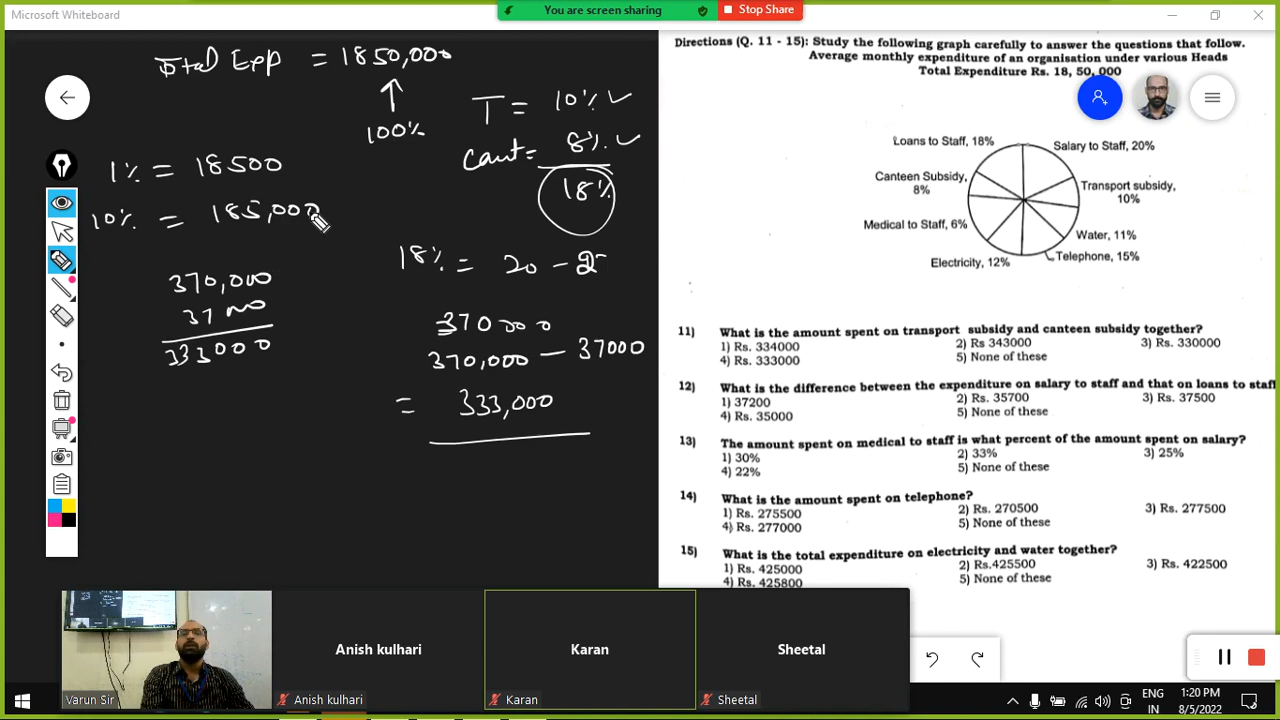 Microsoft Whiteboard
You are screen sharing
Stop Share
Total Exp = 1850,000
100%
T = 10% ✓
Cant = 8% ✓
18%
1% = 18500
10% = 185,000
370,000
37000
333000
18% = 20 - 2
370000
370,000 - 37000
= 333,000
Directions (Q. 11 - 15): Study the following graph carefully to answer the questions that follow.
Average monthly expenditure of an organisation under various Heads
Total Expenditure Rs. 18, 50, 000
Loans to Staff, 18%
Salary to Staff, 20%
Canteen Subsidy, 8%
Transport subsidy, 10%
Medical to Staff, 6%
Water, 11%
Electricity, 12%
Telephone, 15%
11) What is the amount spent on transport subsidy and canteen subsidy together?
1) Rs. 334000 2) Rs 343000 3) Rs. 330000
4) Rs. 333000 5) None of these
12) What is the difference between the expenditure on salary to staff and that on loans to staff
1) 37200 2) Rs. 35700 3) Rs. 37500
4) Rs. 35000 5) None of these
13) The amount spent on medical to staff is what percent of the amount spent on salary?
1) 30% 2) 33% 3) 25%
4) 22% 5) None of these
14) What is the amount spent on telephone?
1) Rs. 275500 2) Rs. 270500 3) Rs. 277500
4) Rs. 277000 5) None of these
15) What is the total expenditure on electricity and water together?
1) Rs. 425000 2) Rs.425500 3) Rs. 422500
4) Rs. 425800 5) None of these
Anish kulhari
Karan
Sheetal
Varun Sir
Anish kulhari
Karan
Sheetal
ENG
IN
1:20 PM
8/5/2022